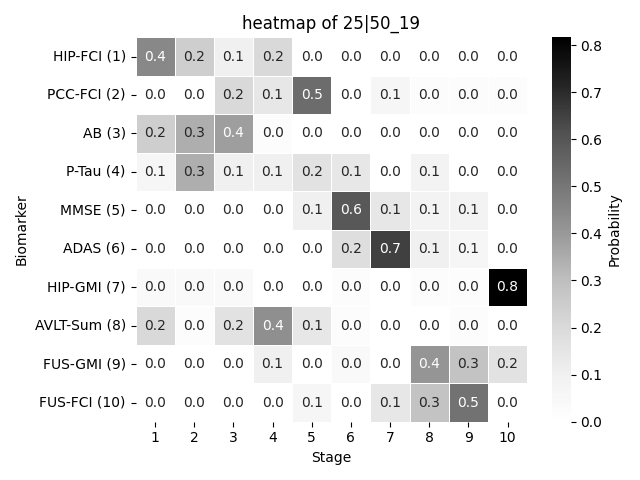 heatmap of 25|50_19
HIP-FCI (1) 0.4 0.2 0.1 0.2 0.0 0.0 0.0 0.0 0.0 0.0
PCC-FCI (2) 0.0 0.0 0.2 0.1 0.5 0.0 0.1 0.0 0.0 0.0
AB (3) 0.2 0.3 0.4 0.0 0.0 0.0 0.0 0.0 0.0 0.0
P-Tau (4) 0.1 0.3 0.1 0.1 0.2 0.1 0.0 0.1 0.0 0.0
MMSE (5) 0.0 0.0 0.0 0.0 0.1 0.6 0.1 0.1 0.1 0.0
ADAS (6) 0.0 0.0 0.0 0.0 0.0 0.2 0.7 0.1 0.1 0.0
HIP-GMI (7) 0.0 0.0 0.0 0.0 0.0 0.0 0.0 0.0 0.0 0.8
AVLT-Sum (8) 0.2 0.0 0.2 0.4 0.1 0.0 0.0 0.0 0.0 0.0
FUS-GMI (9) 0.0 0.0 0.0 0.1 0.0 0.0 0.0 0.4 0.3 0.2
FUS-FCI (10) 0.0 0.0 0.0 0.0 0.1 0.0 0.1 0.3 0.5 0.0
1 2 3 4 5 6 7 8 9 10
Stage
Biomarker
0.8
0.7
0.6
0.5
0.4
0.3
0.2
0.1
0.0
Probability